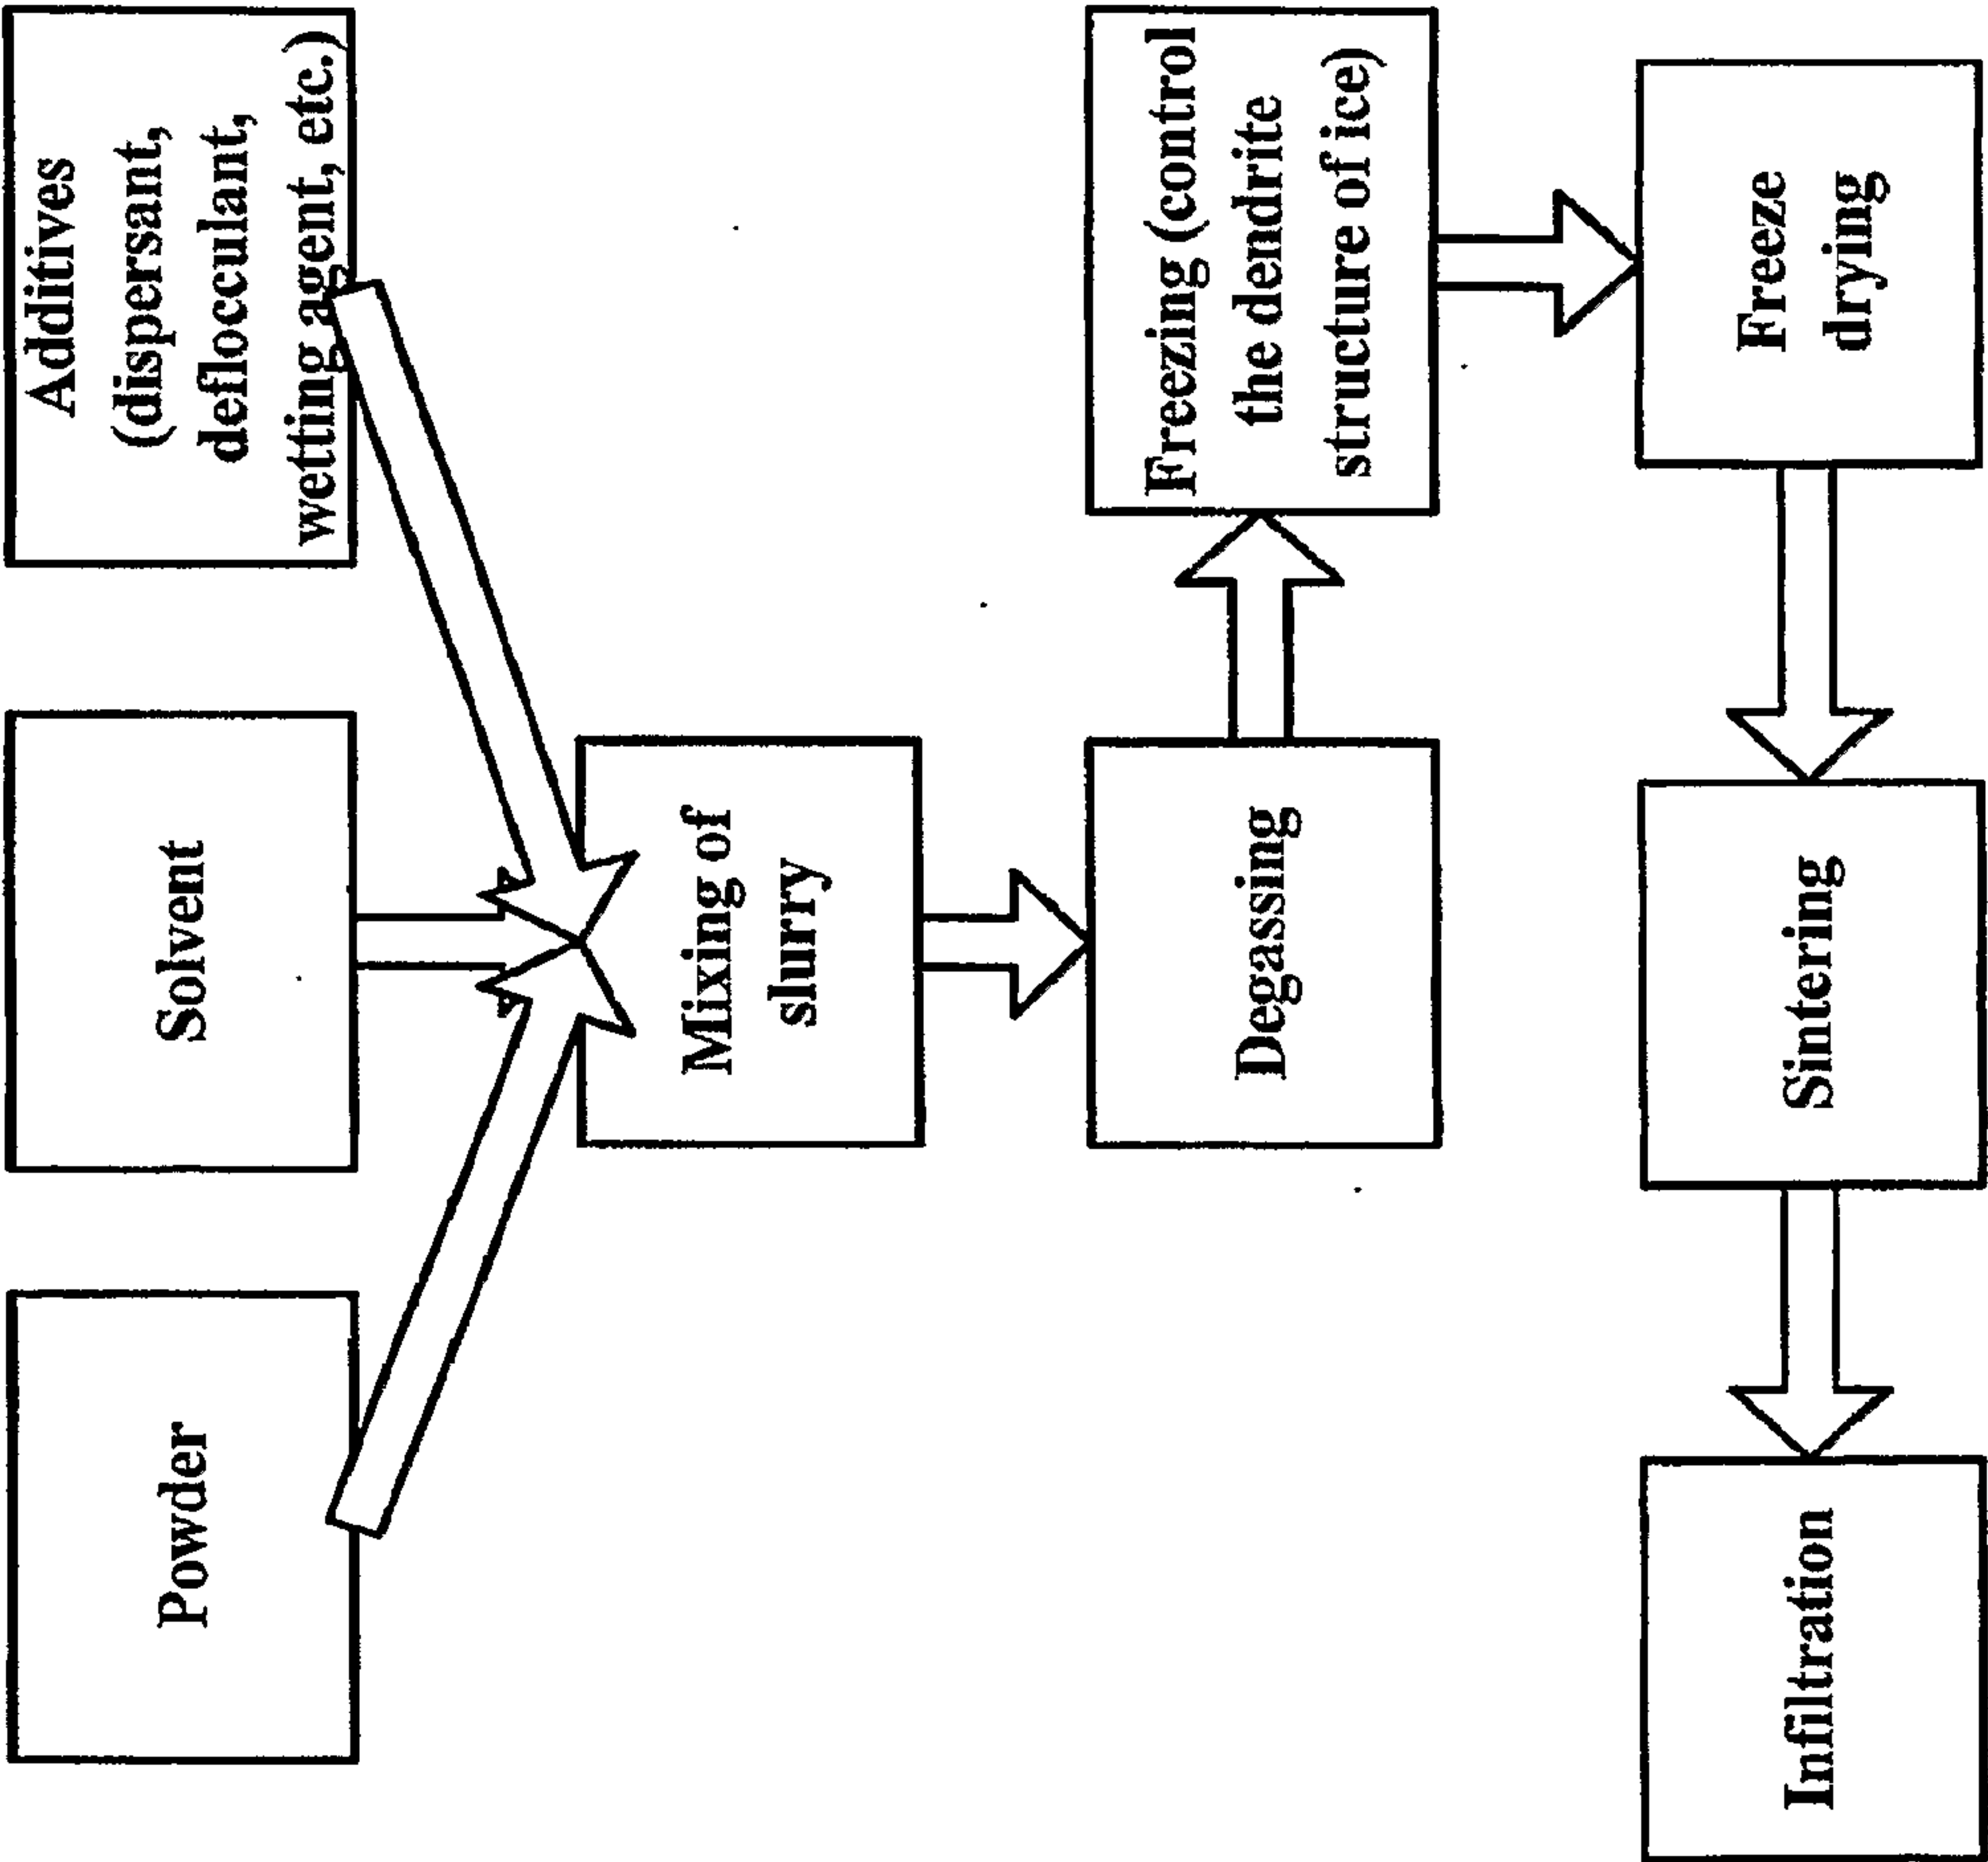 Powder
Solvent
Additives
(dispersant,
deflocculant,
wetting agent, etc.)
Mixing of
slurry
Degassing
Freezing (control
the dendrite
structure of ice)
Infiltration
Sintering
Freeze
drying